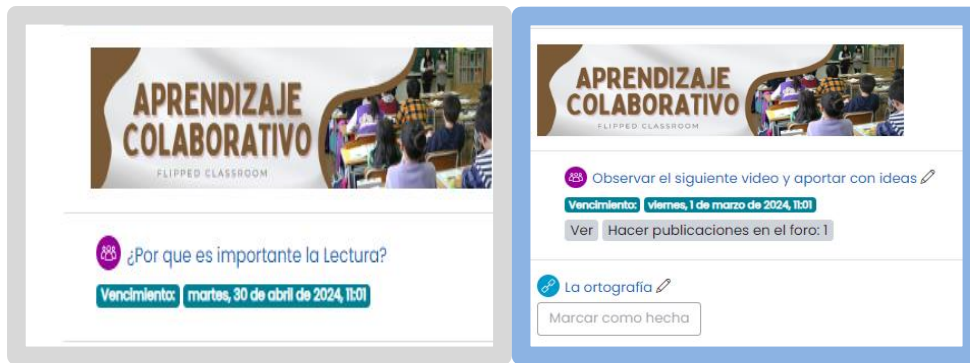 APRENDIZAJE
COLABORATIVO
FLIPPED CLASSROOM
¿Por que es importante la Lectura?
Vencimiento: martes, 30 de abril de 2024, 11:01
APRENDIZAJE
COLABORATIVO
FLIPPED CLASSROOM
Observar el siguiente video y aportar con ideas
Vencimiento: viernes, 1 de marzo de 2024, 11:01
Ver Hacer publicaciones en el foro: 1
La ortografía
Marcar como hecha